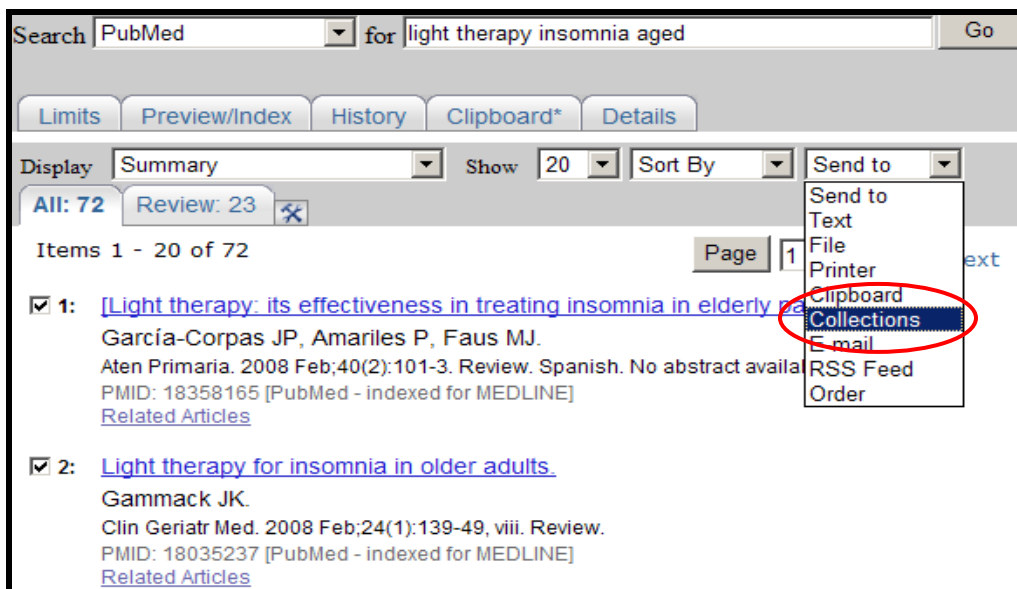 Search PubMed for light therapy insomnia aged Go
Limits Preview/Index History Clipboard* Details
Display Summary Show 20 Sort By Send to
All: 72 Review: 23
Send to
Text
File
Printer
Clipboard
Collections
E-mail
RSS Feed
Order
Items 1 - 20 of 72 Page 1 ext
1: [Light therapy: its effectiveness in treating insomnia in elderly pa
García-Corpas JP, Amariles P, Faus MJ.
Aten Primaria. 2008 Feb;40(2):101-3. Review. Spanish. No abstract availal
PMID: 18358165 [PubMed - indexed for MEDLINE]
Related Articles
2: Light therapy for insomnia in older adults.
Gammack JK.
Clin Geriatr Med. 2008 Feb;24(1):139-49, viii. Review.
PMID: 18035237 [PubMed - indexed for MEDLINE]
Related Articles